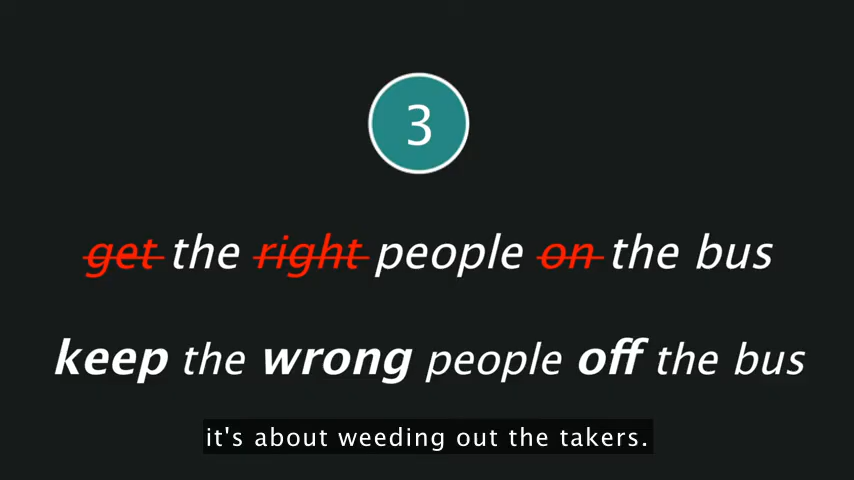 3
get the right people on the bus
keep the wrong people off the bus
it's about weeding out the takers.